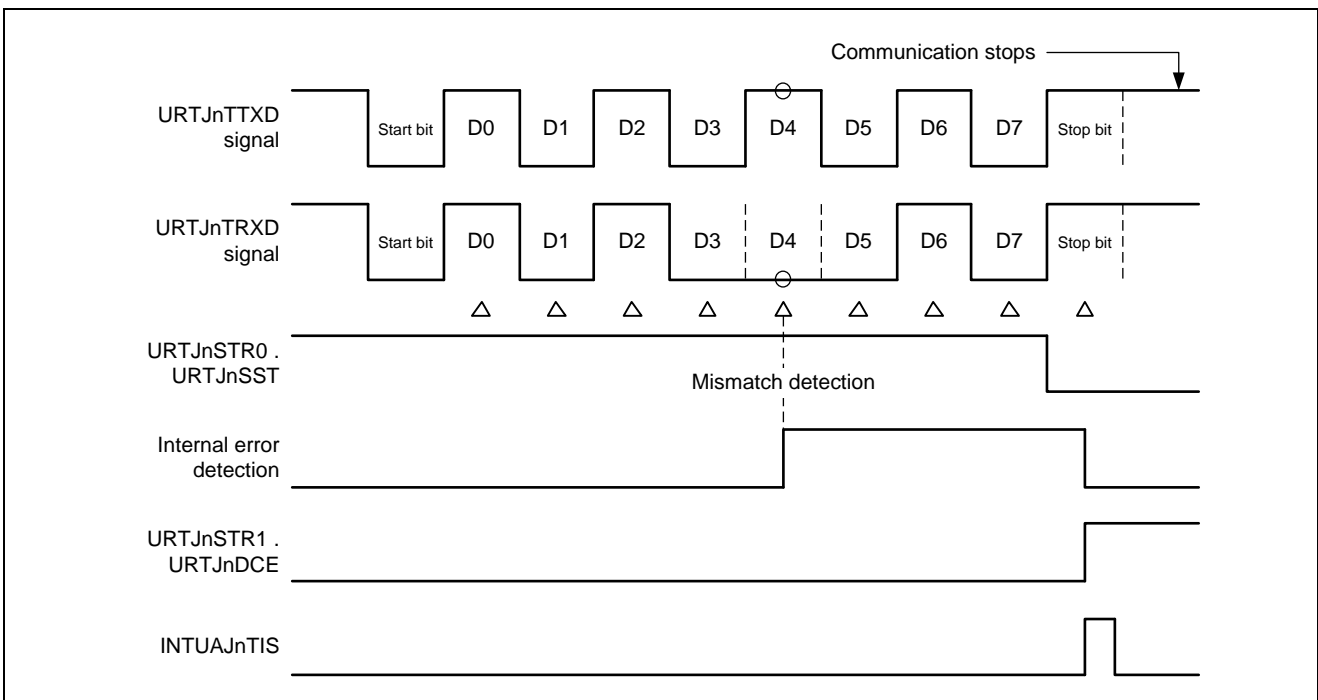 Communication stops
URTJnTTXD
signal
Start bit D0 D1 D2 D3 D4 D5 D6 D7 Stop bit
URTJnTRXD
signal
Start bit D0 D1 D2 D3 D4 D5 D6 D7 Stop bit
URTJnSTR0 .
URTJnSST
Mismatch detection
Internal error
detection
URTJnSTR1 .
URTJnDCE
INTUAJnTIS